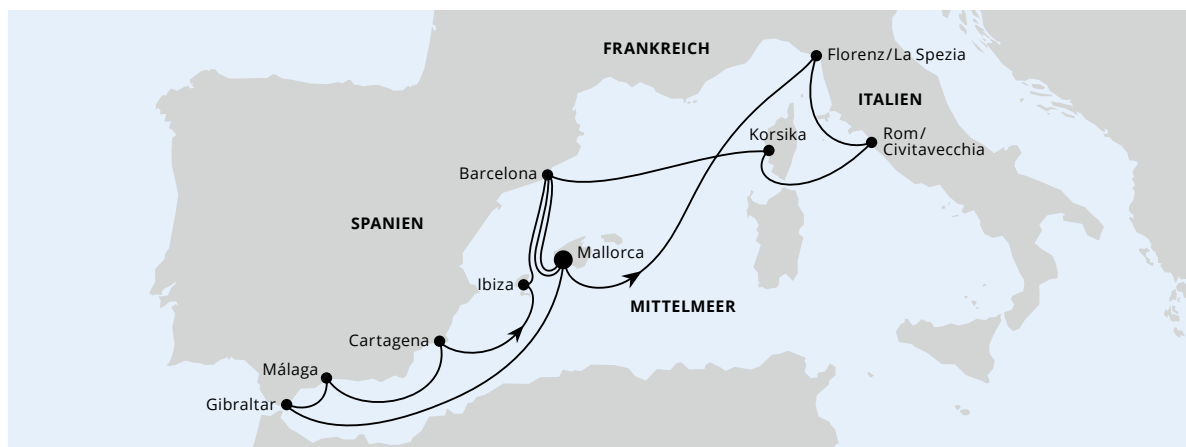 FRANKREICH
Florenz/La Spezia
ITALIEN
Korsika
Rom/
Civitavecchia
Barcelona
SPANIEN
Mallorca
Ibiza
MITTELMEER
Cartagena
Málaga
Gibraltar